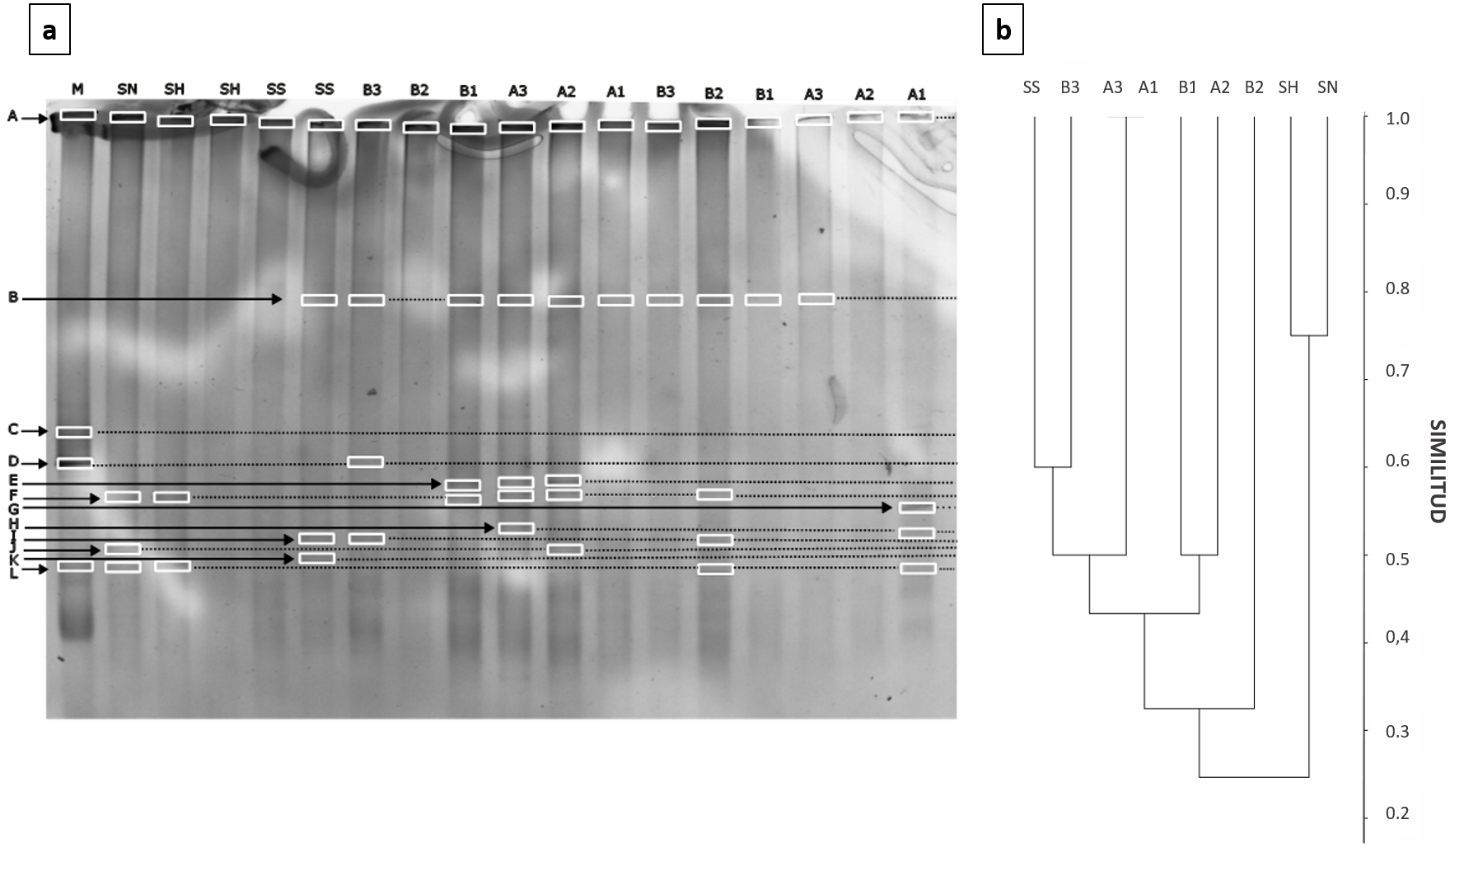 a
b
M SN SH SH SS SS B3 B2 B1 A3 A2 A1 B3 B2 B1 A3 A2 A1
A
B
C
D
E
F
G
H
I
J
K
L
SS B3 A3 A1 B1 A2 B2 SH SN
1.0
0.9
0.8
0.7
0.6
0.5
0,4
0.3
0.2
SIMILITUD